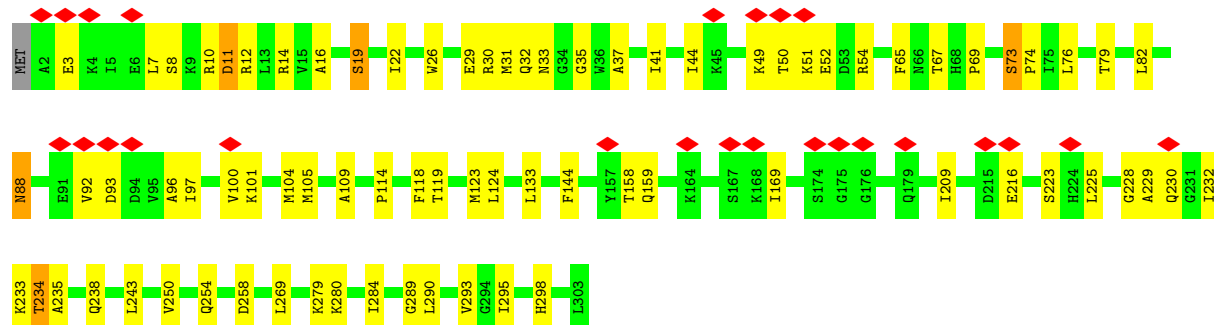 MET A2 E3 K4 I5 E6 L7 S8 K9 R10 D11 R12 L13 R14 V15 A16 S19 I22 W26 E29 R30 M31 Q32 N33 G34 G35 W36 A37 I41 I44 K45 K49 T50 K51 E52 D53 R54 F65 N66 T67 H68 P69 S73 P74 I75 L76 T79 L82
N88 E91 V92 D93 D94 V95 A96 I97 V100 K101 M104 M105 A109 P114 F118 T119 M123 L124 L133 F144 Y157 T158 Q159 K164 S167 K168 I169 S174 G175 G176 Q179 I209 D215 E216 S223 H224 L225 G228 A229 Q230 G231 I232
K233 T234 A235 Q238 L243 V250 Q254 D258 L269 K279 K280 I284 G289 L290 V293 G294 I295 H298 L303